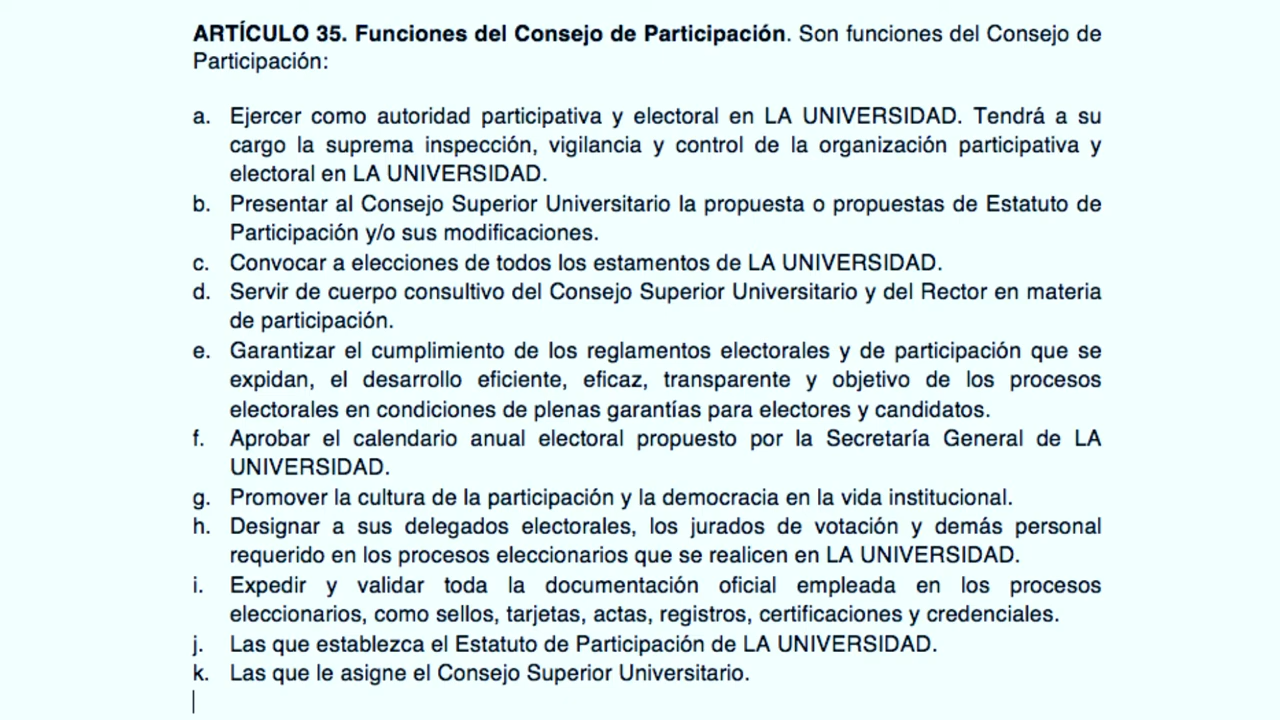 ARTÍCULO 35. Funciones del Consejo de Participación. Son funciones del Consejo de
Participación:
a. Ejercer como autoridad participativa y electoral en LA UNIVERSIDAD. Tendrá a su
cargo la suprema inspección, vigilancia y control de la organización participativa y
electoral en LA UNIVERSIDAD.
b. Presentar al Consejo Superior Universitario la propuesta o propuestas de Estatuto de
Participación y/o sus modificaciones.
c. Convocar a elecciones de todos los estamentos de LA UNIVERSIDAD.
d. Servir de cuerpo consultivo del Consejo Superior Universitario y del Rector en materia
de participación.
e. Garantizar el cumplimiento de los reglamentos electorales y de participación que se
expidan, el desarrollo eficiente, eficaz, transparente y objetivo de los procesos
electorales en condiciones de plenas garantías para electores y candidatos.
f. Aprobar el calendario anual electoral propuesto por la Secretaría General de LA
UNIVERSIDAD.
g. Promover la cultura de la participación y la democracia en la vida institucional.
h. Designar a sus delegados electorales, los jurados de votación y demás personal
requerido en los procesos eleccionarios que se realicen en LA UNIVERSIDAD.
i. Expedir y validar toda la documentación oficial empleada en los procesos
eleccionarios, como sellos, tarjetas, actas, registros, certificaciones y credenciales.
j. Las que establezca el Estatuto de Participación de LA UNIVERSIDAD.
k. Las que le asigne el Consejo Superior Universitario.